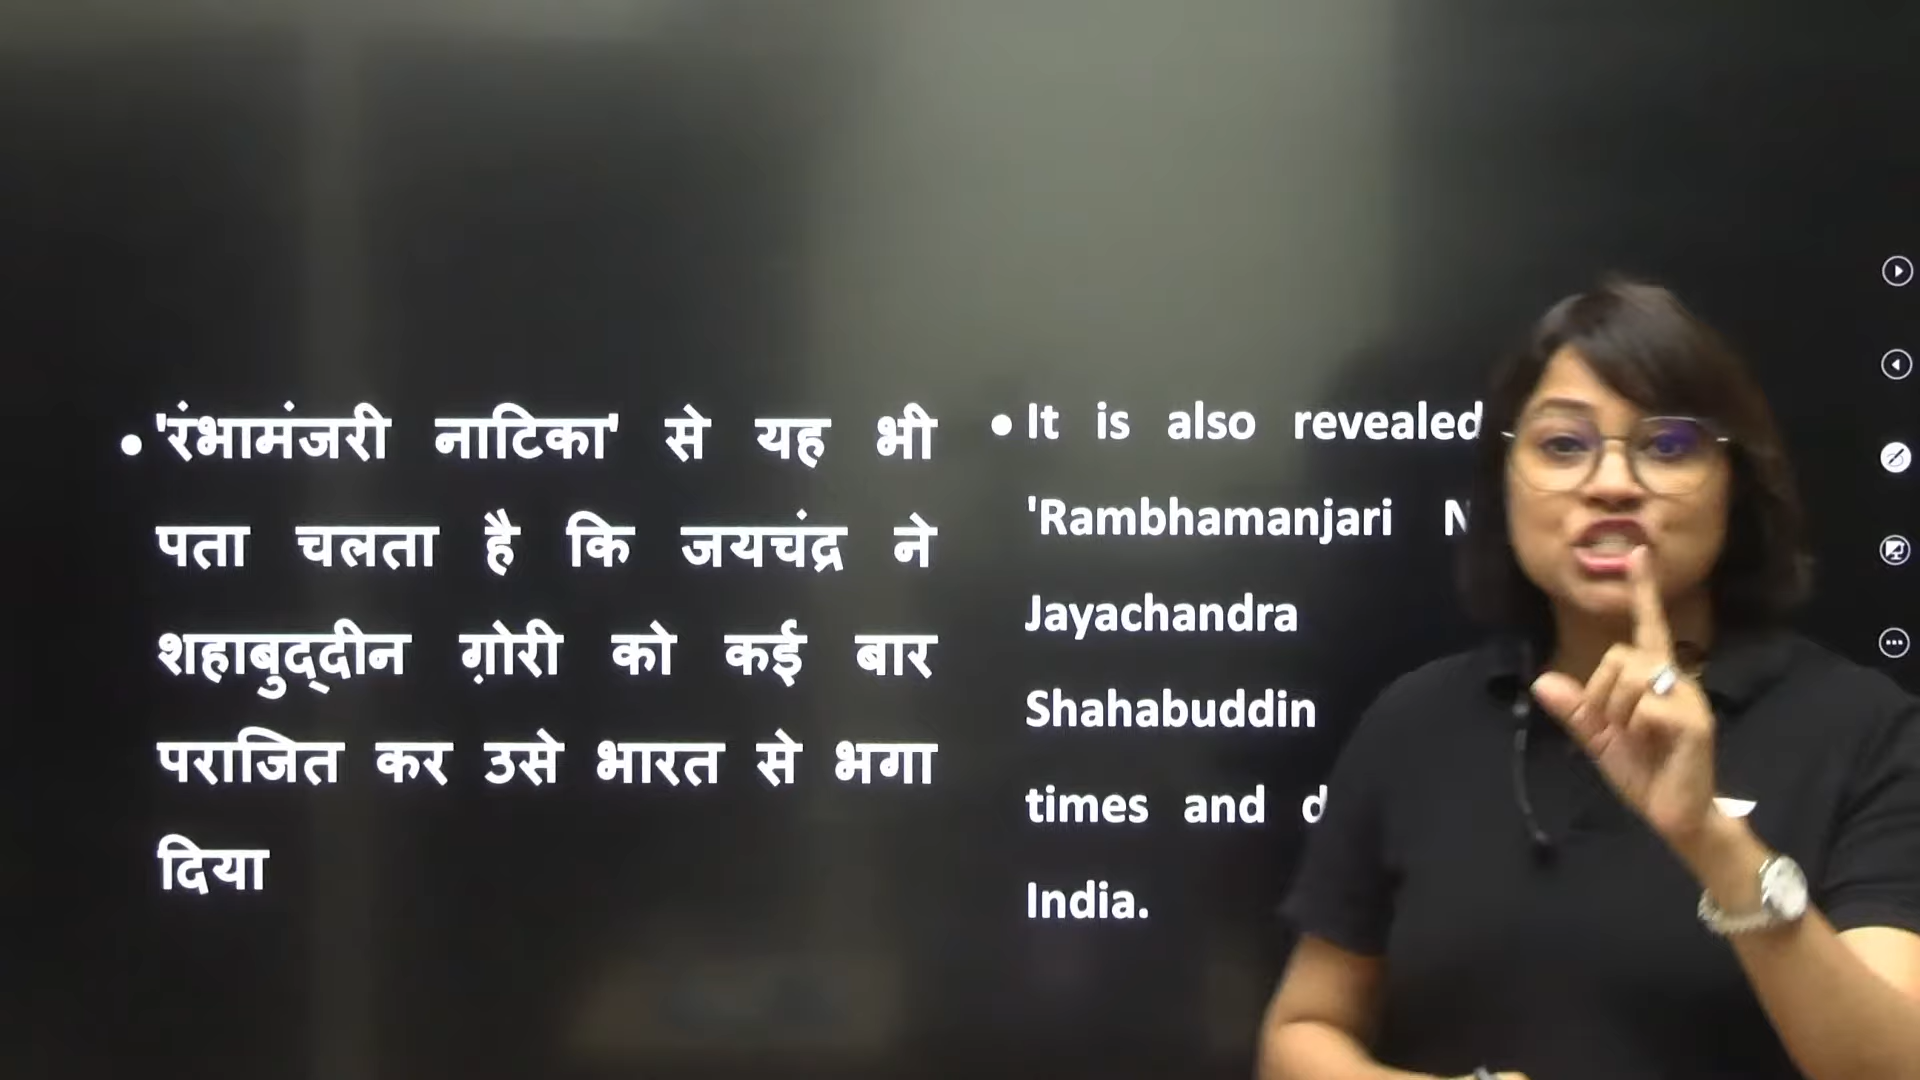 • 'रंभामंजरी नाटिका' से यह भी
पता चलता है कि जयचंद्र ने
शहाबुद्दीन ग़ोरी को कई बार
पराजित कर उसे भारत से भगा
दिया
• It is also revealed
'Rambhamanjari
Jayachandra
Shahabuddin
times and
India.